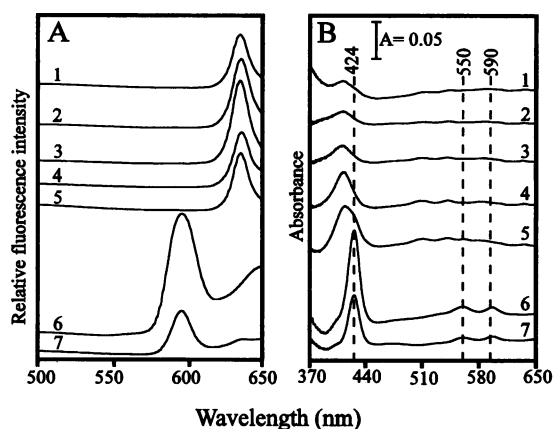 A
B
A= 0.05
424
~550
~590
1
2
3
4
5
6
7
1
2
3
4
5
6
7
Relative fluorescence intensity
Absorbance
500 550 600 650
370 440 510 580 650
Wavelength (nm)